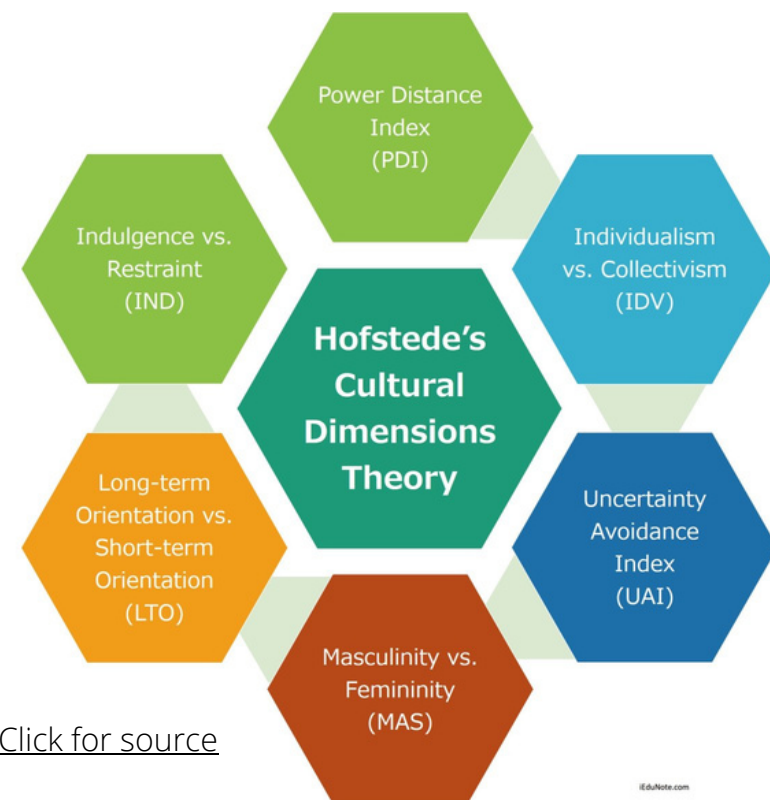 Power Distance
Index
(PDI)
Individualism
vs. Collectivism
(IDV)
Uncertainty
Avoidance
Index
(UAI)
Masculinity vs.
Femininity
(MAS)
Long-term
Orientation vs.
Short-term
Orientation
(LTO)
Indulgence vs.
Restraint
(IND)
Hofstede's
Cultural
Dimensions
Theory
Click for source
iEduNote.com